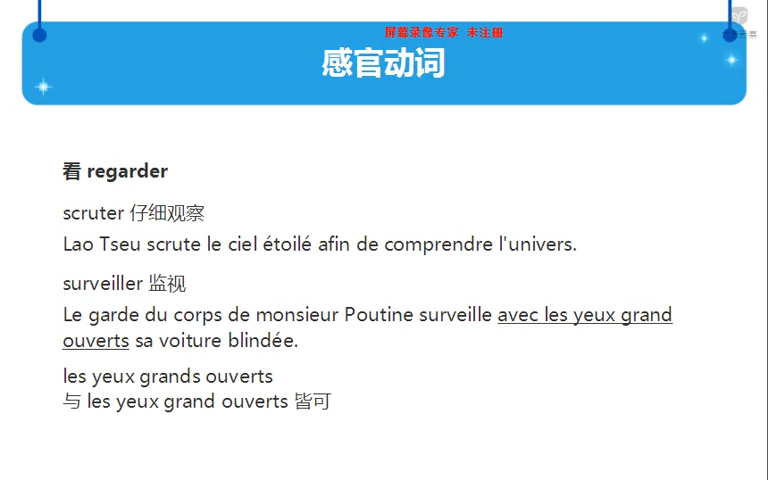 屏幕录像专家 未注册
感官动词
看 regarder
scruter 仔细观察
Lao Tseu scrute le ciel étoilé afin de comprendre l'univers.
surveiller 监视
Le garde du corps de monsieur Poutine surveille avec les yeux grand
ouverts sa voiture blindée.
les yeux grands ouverts
与 les yeux grand ouverts 皆可